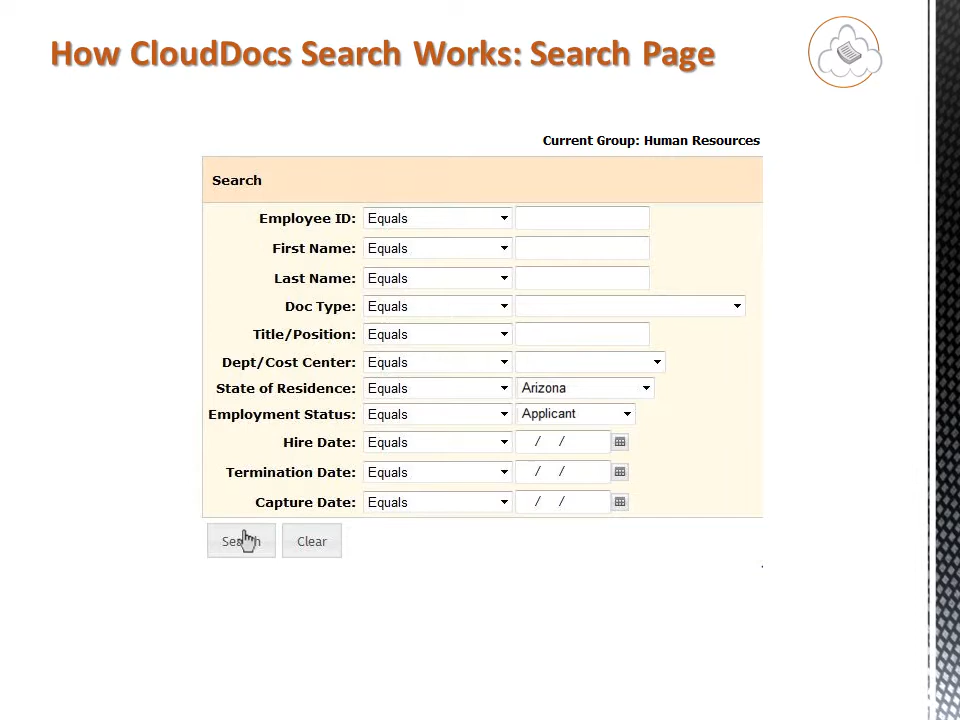 How CloudDocs Search Works: Search Page
Current Group: Human Resources
Search
Employee ID: Equals
First Name: Equals
Last Name: Equals
Doc Type: Equals
Title/Position: Equals
Dept/Cost Center: Equals
State of Residence: Equals Arizona
Employment Status: Equals Applicant
Hire Date: Equals / /
Termination Date: Equals / /
Capture Date: Equals / /
Search Clear